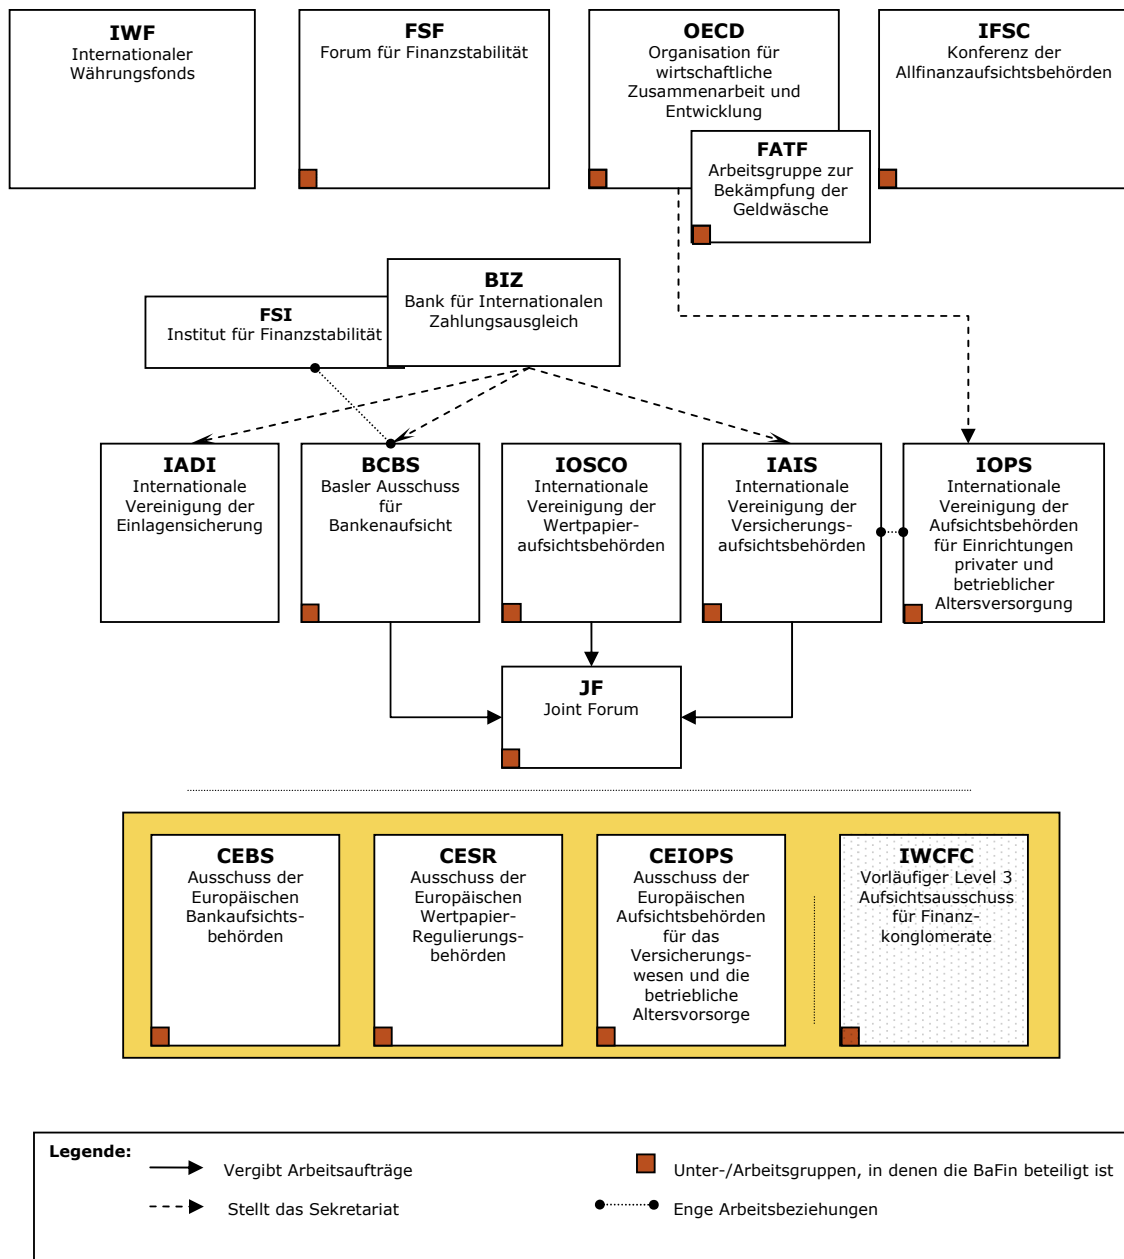 IWF
Internationaler
Währungsfonds
FSF
Forum für Finanzstabilität
OECD
Organisation für
wirtschaftliche
Zusammenarbeit und
Entwicklung
IFSC
Konferenz der
Allfinanzaufsichtsbehörden
FATF
Arbeitsgruppe zur
Bekämpfung der
Geldwäsche
BIZ
Bank für Internationalen
Zahlungsausgleich
FSI
Institut für Finanzstabilität
IADI
Internationale
Vereinigung der
Einlagensicherung
BCBS
Basler Ausschuss
für
Bankenaufsicht
IOSCO
Internationale
Vereinigung der
Wertpapier-
aufsichtsbehörden
IAIS
Internationale
Vereinigung der
Versicherungs-
aufsichtsbehörden
IOPS
Internationale
Vereinigung der
Aufsichtsbehörden
für Einrichtungen
privater und
betrieblicher
Altersversorgung
JF
Joint Forum
CEBS
Ausschuss der
Europäischen
Bankaufsichts-
behörden
CESR
Ausschuss der
Europäischen
Wertpapier-
Regulierungs-
behörden
CEIOPS
Ausschuss der
Europäischen
Aufsichtsbehörden
für das
Versicherungs-
wesen und die
betriebliche
Altersvorsorge
IWCFC
Vorläufiger Level 3
Aufsichtsausschuss
für Finanz-
konglomerate
Legende:
Vergibt Arbeitsaufträge
Unter-/Arbeitsgruppen, in denen die BaFin beteiligt ist
Stellt das Sekretariat
Enge Arbeitsbeziehungen